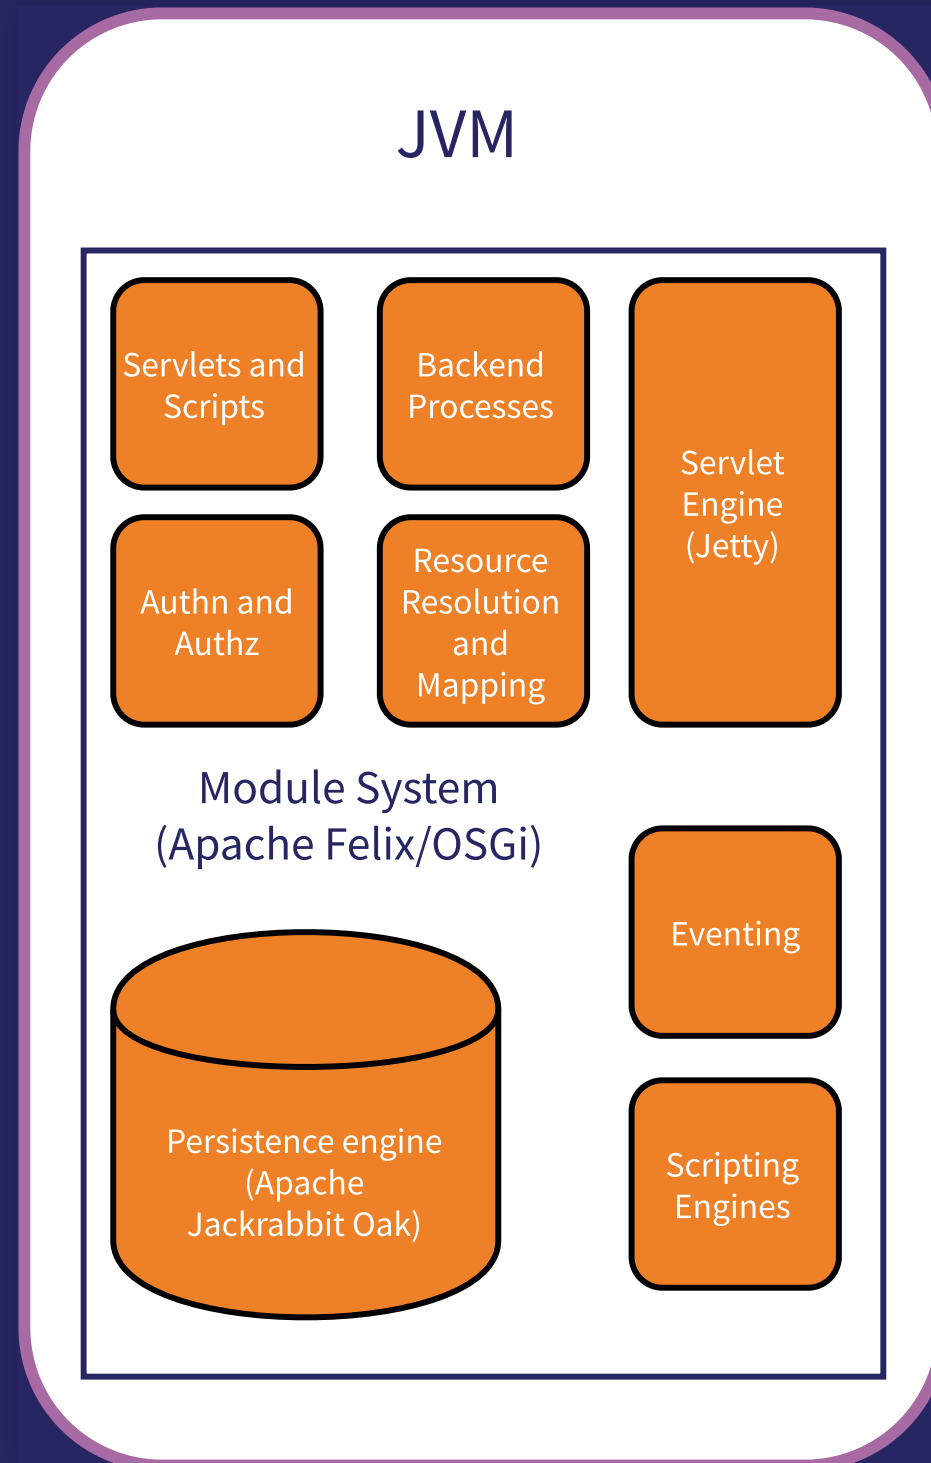 JVM
Servlets and
Scripts
Backend
Processes
Servlet
Engine
(Jetty)
Authn and
Authz
Resource
Resolution
and
Mapping
Module System
(Apache Felix/OSGi)
Eventing
Persistence engine
(Apache
Jackrabbit Oak)
Scripting
Engines